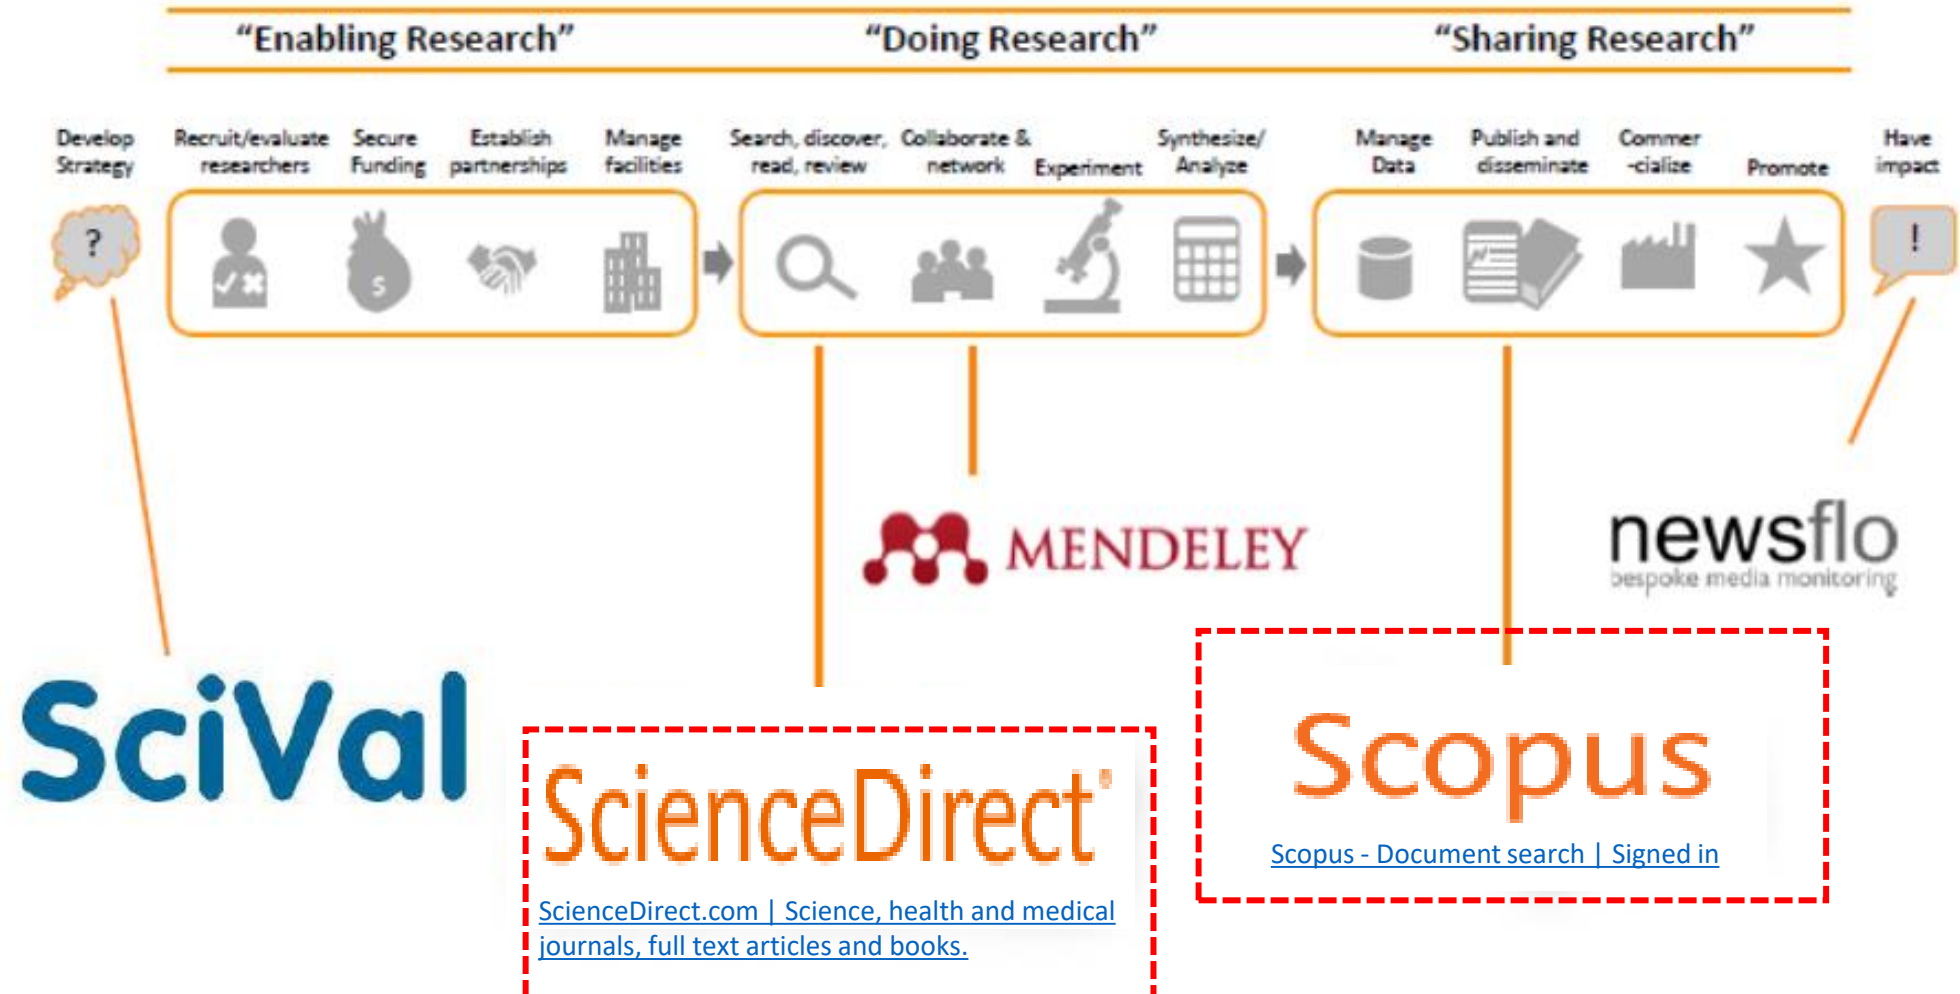 “Enabling Research”
“Doing Research”
“Sharing Research”
Develop
Strategy
Recruit/evaluate
researchers
Secure
Funding
Establish
partnerships
Manage
facilities
Search, discover,
read, review
Collaborate &
network
Experiment
Synthesize/
Analyze
Manage
Data
Publish and
disseminate
Commer
-cialize
Promote
Have
impact
?
$
!
MENDELEY
newsflo
bespoke media monitoring
SciVal
ScienceDirect®
ScienceDirect.com | Science, health and medical
journals, full text articles and books.
Scopus
Scopus - Document search | Signed in